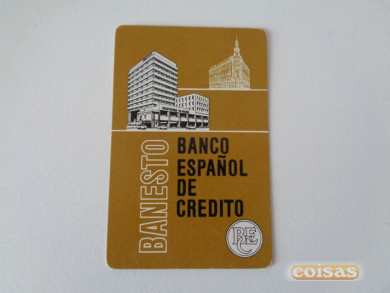 BANESTO
BANCO
ESPAÑOL
DE
CREDITO
BEC
coisas